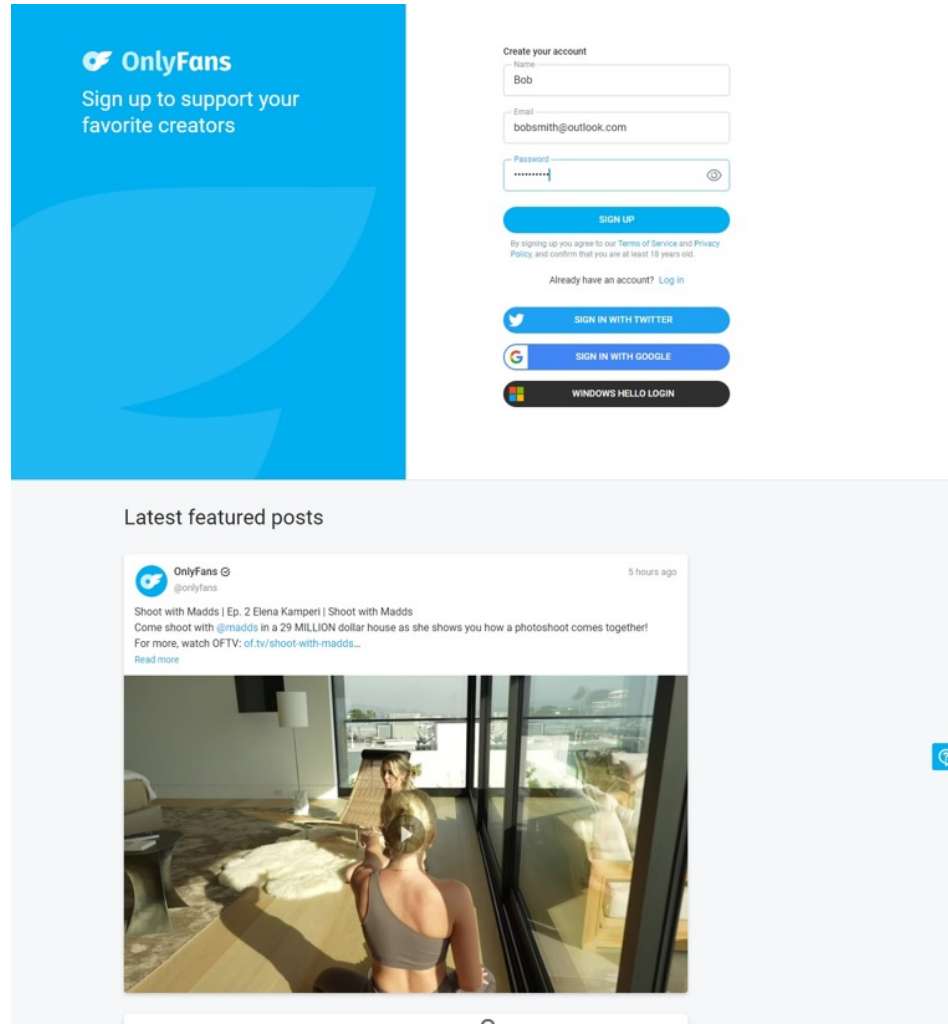 OnlyFans
Sign up to support your
favorite creators
Create your account
Name
Bob
Email
bobsmith@outlook.com
Password
••••••••••
SIGN UP
By signing up you agree to our Terms of Service and Privacy
Policy, and confirm that you are at least 18 years old.
Already have an account? Log in
SIGN IN WITH TWITTER
G
SIGN IN WITH GOOGLE
WINDOWS HELLO LOGIN
Latest featured posts
OnlyFans
5 hours ago
@onlyfans
Shoot with Madds | Ep. 2 Elena Kamperi | Shoot with Madds
Come shoot with @madds in a 29 MILLION dollar house as she shows you how a photoshoot comes together!
For more, watch OFTV: of.tv/shoot-with-madds...
Read more